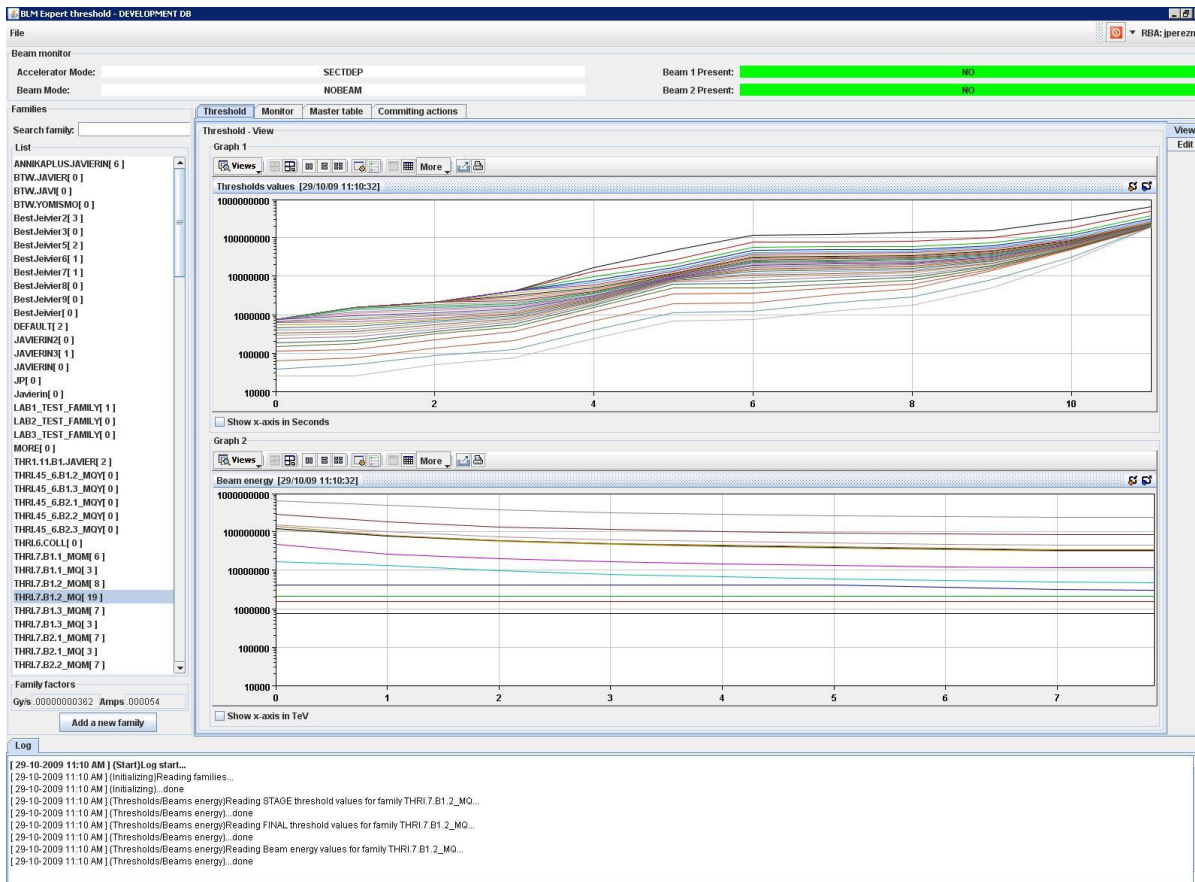 BLM Expert threshold - DEVELOPMENT DB
File
RBA: jperezn
Beam monitor
Accelerator Mode: SECTDEP Beam 1 Present: NO
Beam Mode: NOBEAM Beam 2 Present: NO
Families
Search family:
List
ANNIKAPLUSJAVIERIN[ 6 ]
BTW.JAVIER[ 0 ]
BTW.JAVI[ 0 ]
BTW.YOMISMO[ 0 ]
BestJeivier2[ 3 ]
BestJeivier3[ 0 ]
BestJeivier5[ 2 ]
BestJeivier6[ 1 ]
BestJeivier7[ 1 ]
BestJeivier8[ 0 ]
BestJeivier9[ 0 ]
BestJeivier[ 0 ]
DEFAULT[ 2 ]
JAVIERIN2[ 0 ]
JAVIERIN3[ 1 ]
JAVIERIN[ 0 ]
JP[ 0 ]
Javierin[ 0 ]
LAB1_TEST_FAMILY[ 1 ]
LAB2_TEST_FAMILY[ 0 ]
LAB3_TEST_FAMILY[ 0 ]
MORE[ 0 ]
THR1.11.B1.JAVIER[ 2 ]
THRI.45_6.B1.2_MQY[ 0 ]
THRI.45_6.B1.3_MQY[ 0 ]
THRI.45_6.B2.1_MQY[ 0 ]
THRI.45_6.B2.2_MQY[ 0 ]
THRI.45_6.B2.3_MQY[ 0 ]
THRI.6.COLL[ 0 ]
THRI.7.B1.1_MQM[ 6 ]
THRI.7.B1.1_MQ[ 3 ]
THRI.7.B1.2_MQM[ 8 ]
THRI.7.B1.2_MQ[ 19 ]
THRI.7.B1.3_MQM[ 7 ]
THRI.7.B1.3_MQ[ 3 ]
THRI.7.B2.1_MQM[ 7 ]
THRI.7.B2.1_MQ[ 3 ]
THRI.7.B2.2_MQM[ 7 ]
Family factors
Gy/s .00000000362 Amps .000054
Add a new family
Threshold Monitor Master table Commiting actions
Threshold - View
View
Edit
Graph 1
Views More
Thresholds values [29/10/09 11:10:32]
1000000000
100000000
10000000
1000000
100000
10000
0 2 4 6 8 10
Show x-axis in Seconds
Graph 2
Views More
Beam energy [29/10/09 11:10:32]
1000000000
100000000
10000000
1000000
100000
10000
0 1 2 3 4 5 6 7
Show x-axis in TeV
Log
[ 29-10-2009 11:10 AM ] {Start}Log start...
[ 29-10-2009 11:10 AM ] {Initializing}Reading families...
[ 29-10-2009 11:10 AM ] {Initializing}...done
[ 29-10-2009 11:10 AM ] {Thresholds/Beams energy}Reading STAGE threshold values for family THRI.7.B1.2_MQ...
[ 29-10-2009 11:10 AM ] {Thresholds/Beams energy}...done
[ 29-10-2009 11:10 AM ] {Thresholds/Beams energy}Reading FINAL threshold values for family THRI.7.B1.2_MQ...
[ 29-10-2009 11:10 AM ] {Thresholds/Beams energy}...done
[ 29-10-2009 11:10 AM ] {Thresholds/Beams energy}Reading Beam energy values for family THRI.7.B1.2_MQ...
[ 29-10-2009 11:10 AM ] {Thresholds/Beams energy}...done